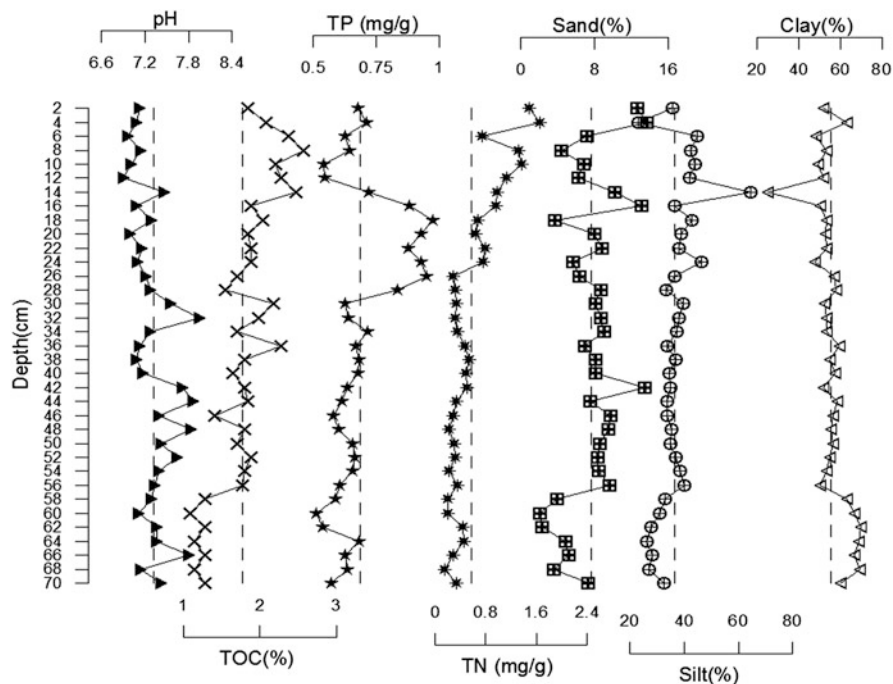 pH
6.6 7.2 7.8 8.4
TP (mg/g)
0.5 0.75 1
Sand(%)
0 8 16
Clay(%)
20 40 60 80
Depth(cm)
2
4
6
8
10
12
14
16
18
20
22
24
26
28
30
32
34
36
38
40
42
44
46
48
50
52
54
56
58
60
62
64
66
68
70
1 2 3
TOC(%)
0 0.8 1.6 2.4
TN (mg/g)
20 40 60 80
Silt(%)